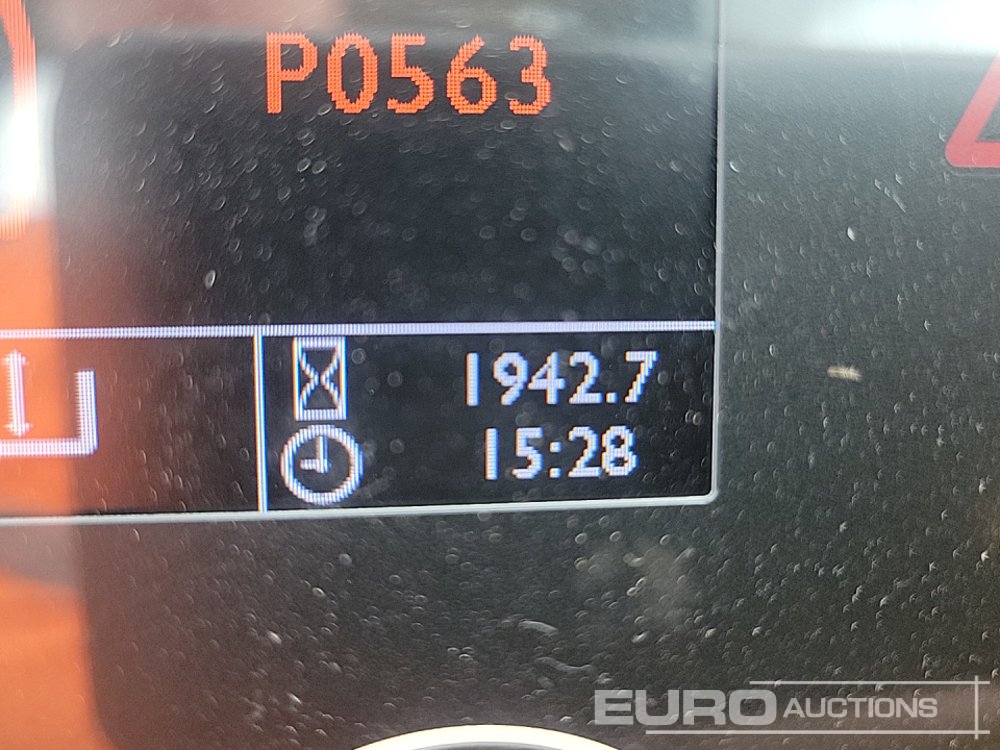 P0563
1942.7
15:28
EURO AUCTIONS